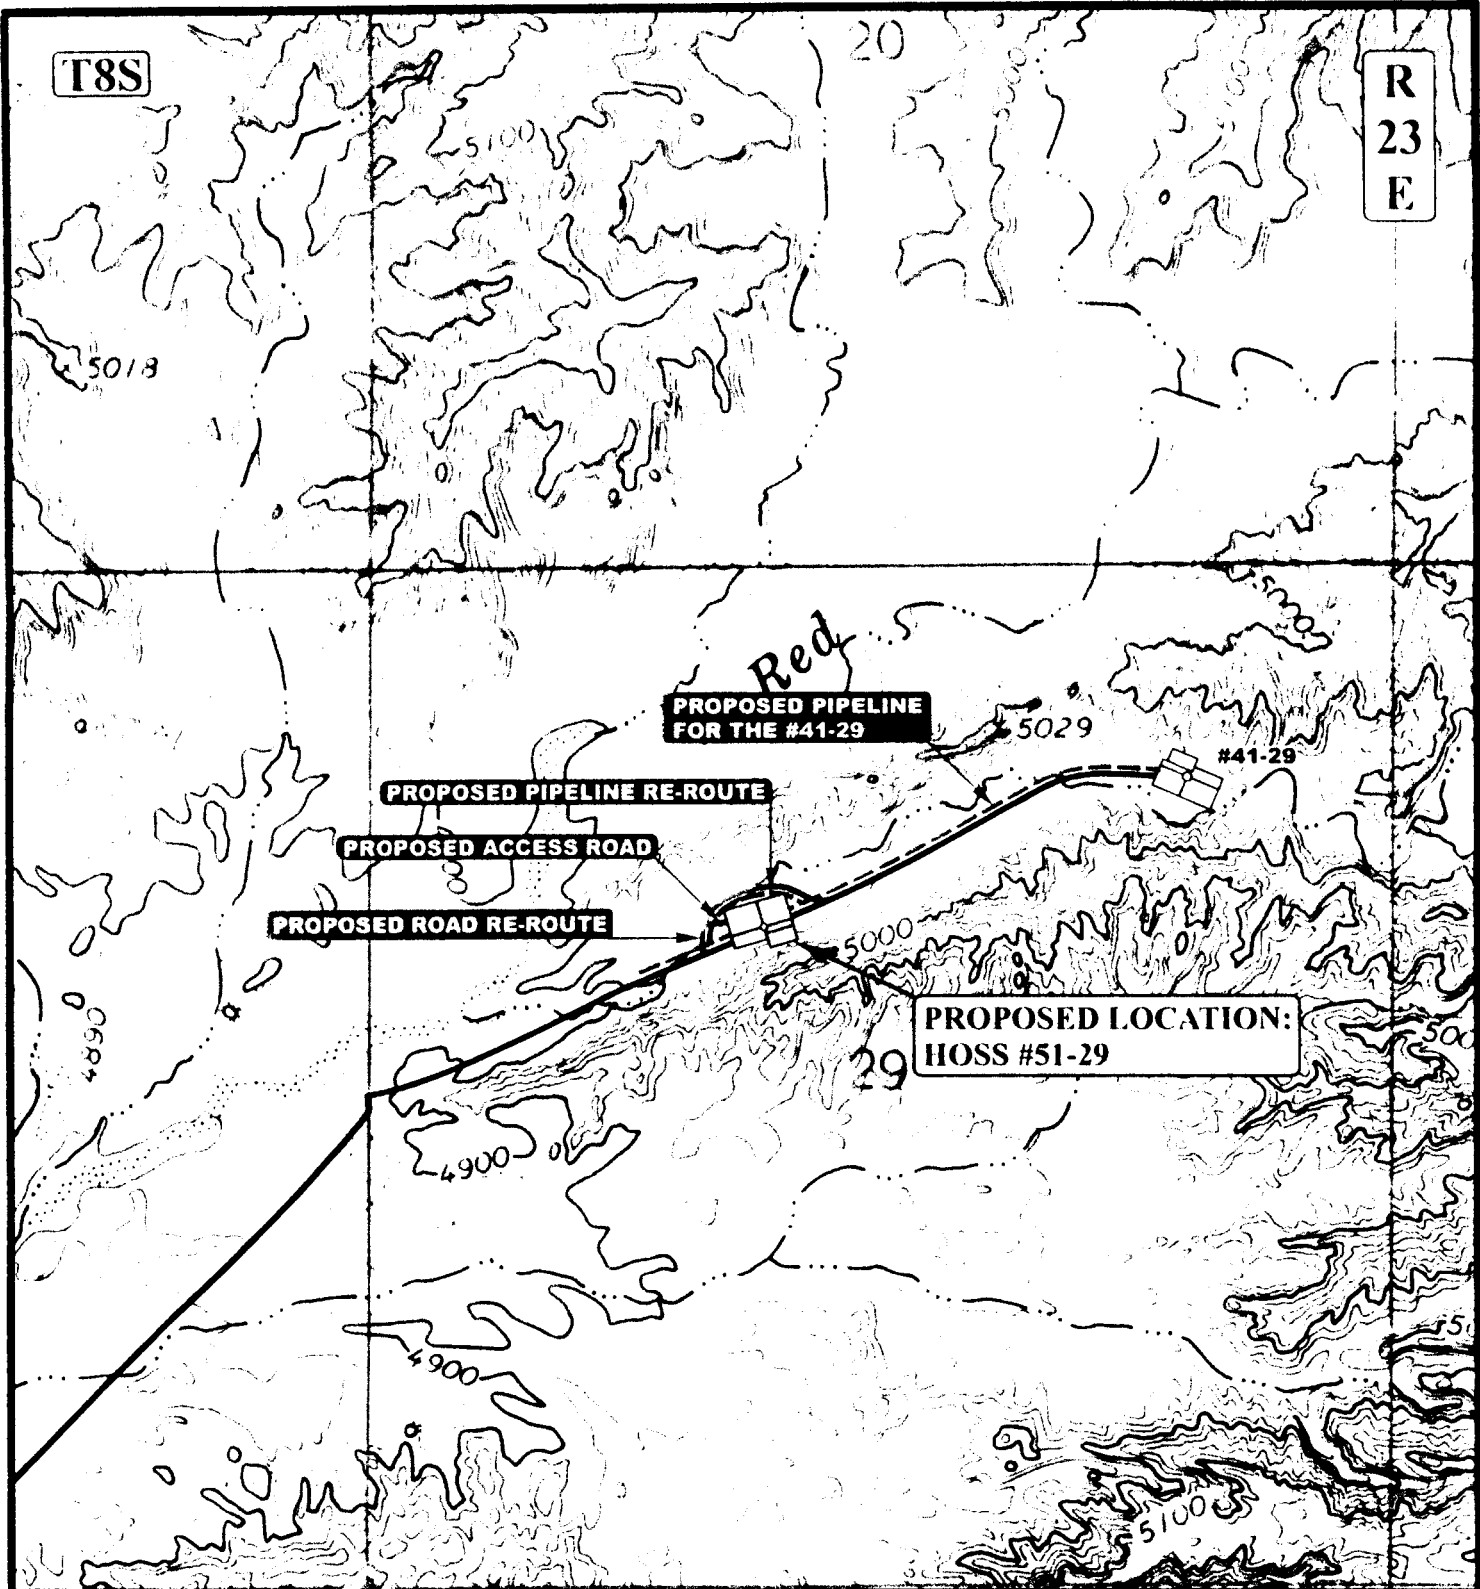 20
T8S
R
23
E
5100
5018
5200
Red
PROPOSED PIPELINE
FOR THE #41-29
5029
#41-29
PROPOSED PIPELINE RE-ROUTE
PROPOSED ACCESS ROAD
PROPOSED ROAD RE-ROUTE
5000
PROPOSED LOCATION:
HOSS #51-29
4890
29
4900
4900
5100